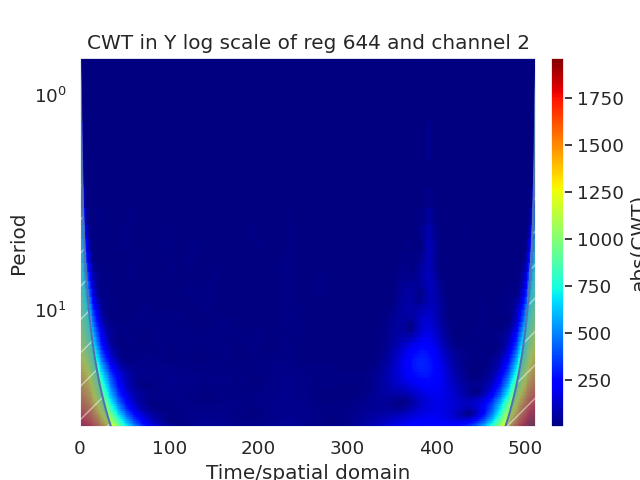 CWT in Y log scale of reg 644 and channel 2
10⁰
10¹
Period
0 100 200 300 400 500
Time/spatial domain
1750
1500
1250
1000
750
500
250
abs(CWT)